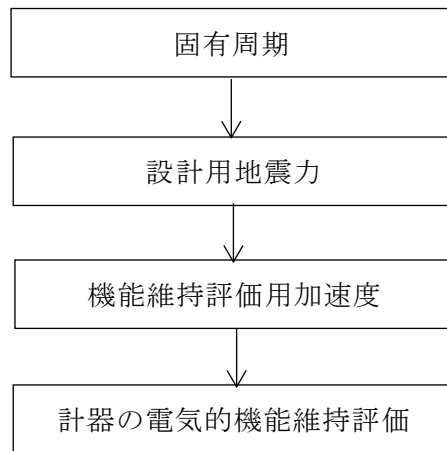 固有周期
設計用地震力
機能維持評価用加速度
計器の電気的機能維持評価